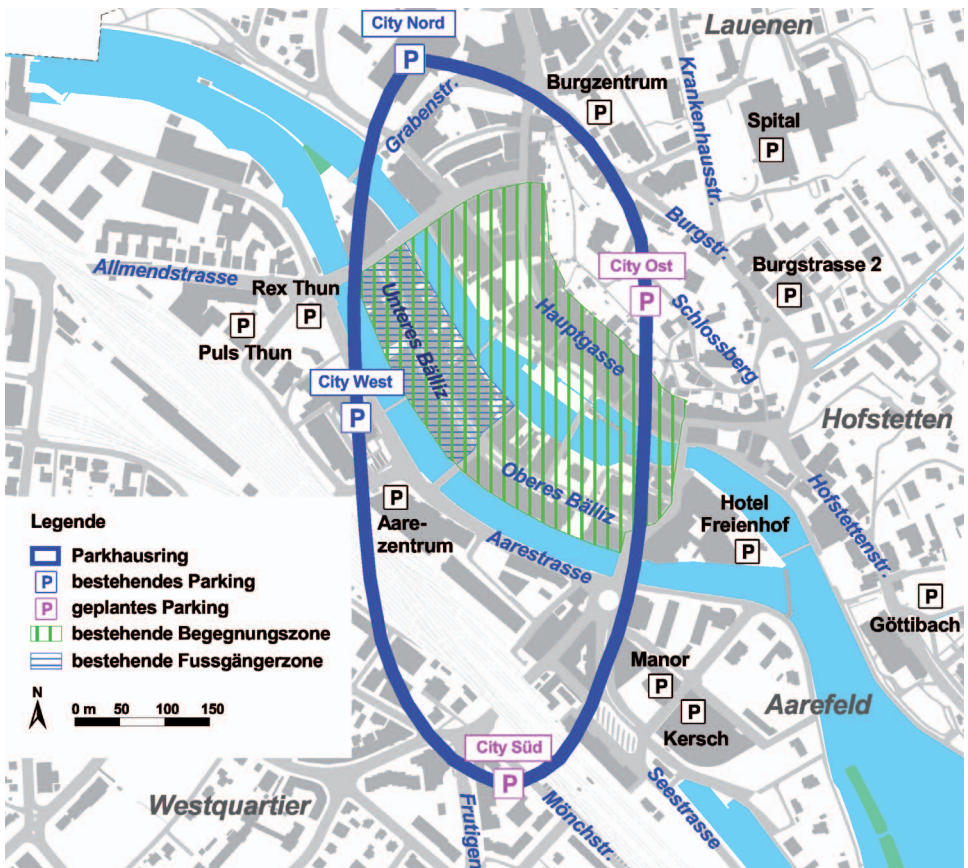 City Nord
P
Lauenen
Burgzentrum
P
Krankenhausstr.
Spital
P
Grabenstr.
Burgstr.
Allmendstrasse
City Ost
P
Burgstrasse 2
P
Rex Thun
P
P
Puls Thun
Unteres Bälliz
Hauptgasse
Schlossberg
City West
P
Hofstetten
Oberes Bälliz
P
Aare-
zentrum
Aarestrasse
Hotel
Freienhof
P
Hofstettenstr.
P
Göttibach
Legende
Parkhausring
P bestehendes Parking
P geplantes Parking
bestehende Begegnungszone
bestehende Fussgängerzone
N
0 m 50 100 150
Manor
P
P
Kersch
Aarefeld
City Süd
P
Westquartier
Frutigen
Mönchstr.
Seestrasse